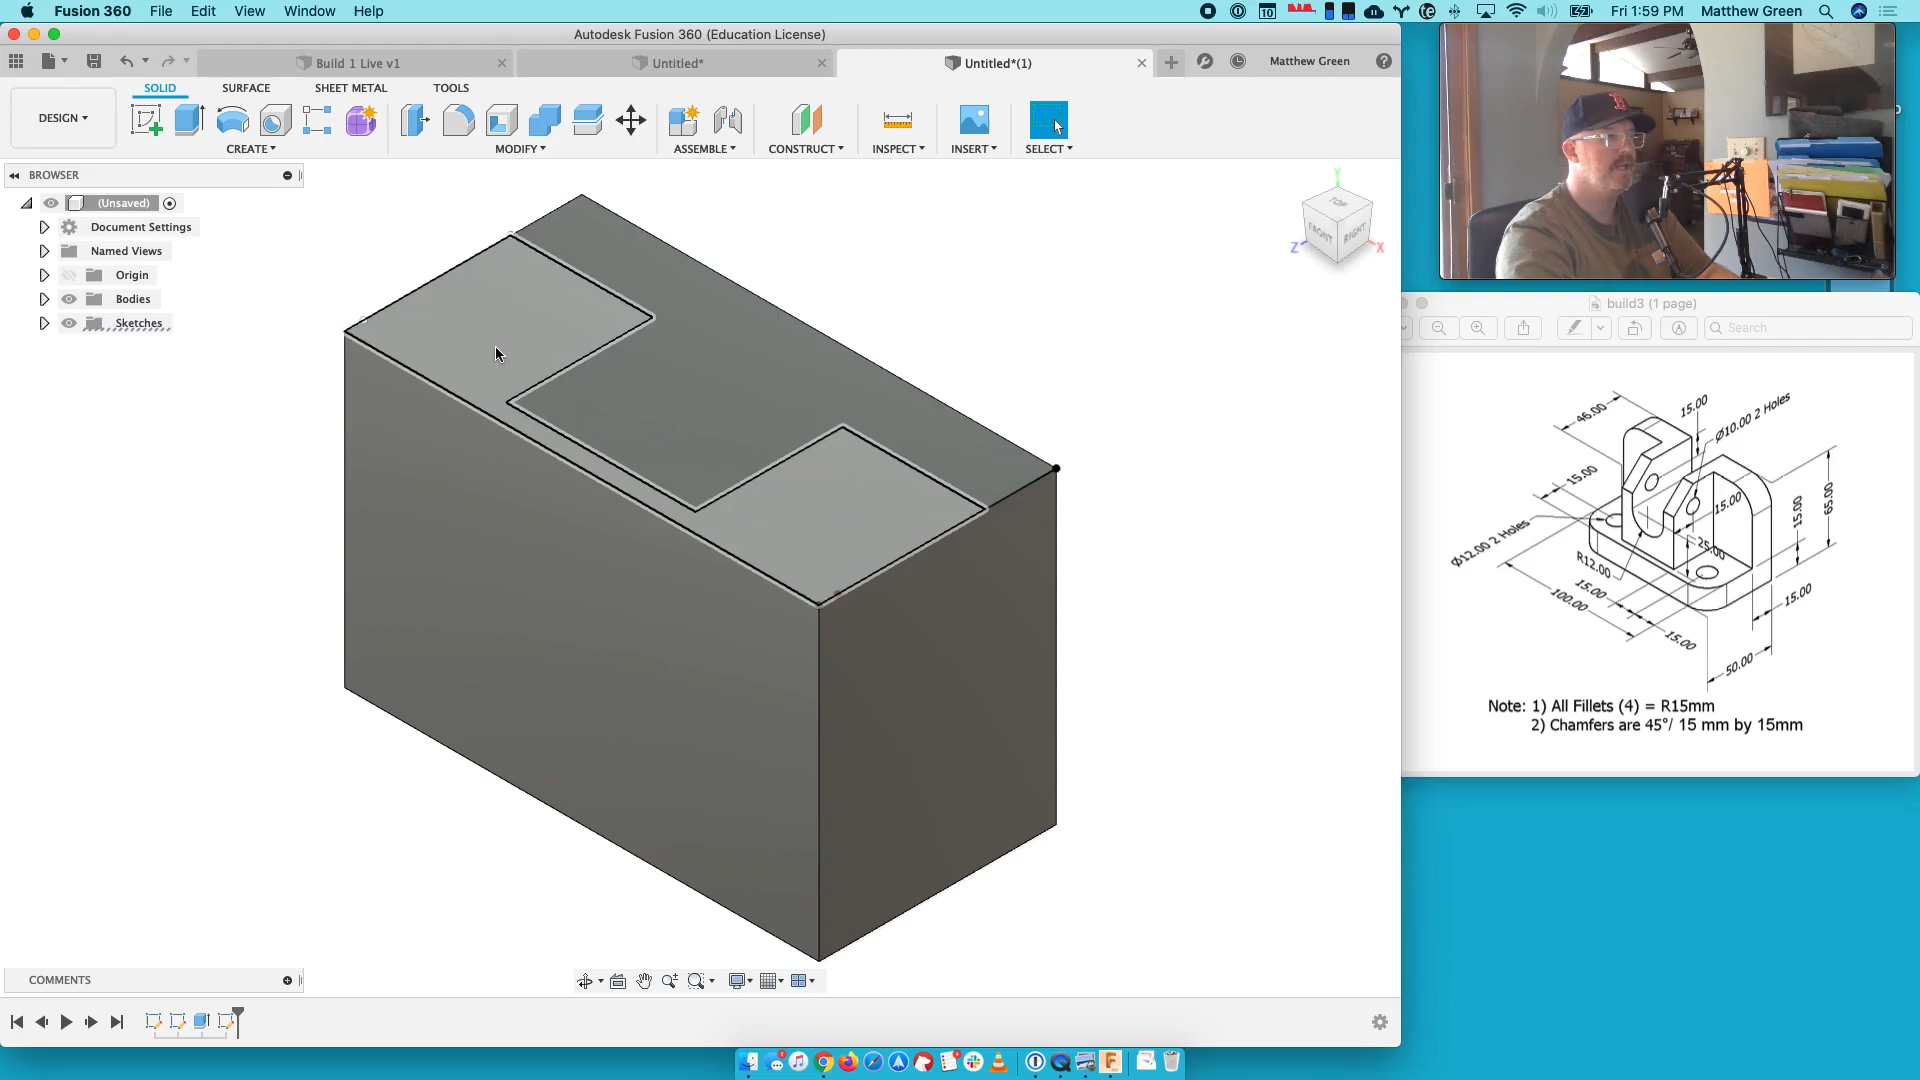 Fusion 360 File Edit View Window Help
10 Fri 1:59 PM Matthew Green
Autodesk Fusion 360 (Education License)
Build 1 Live v1
Untitled*
Untitled*(1)
Matthew Green
SOLID SURFACE SHEET METAL TOOLS
DESIGN
CREATE
MODIFY
ASSEMBLE
CONSTRUCT
INSPECT
INSERT
SELECT
BROWSER
(Unsaved)
Document Settings
Named Views
Origin
Bodies
Sketches
TOP
FRONT
RIGHT
Y
Z
X
COMMENTS
build3 (1 page)
Search
46.00
15.00
Ø10.00 2 Holes
15.00
15.00
15.00
65.00
Ø12.00 2 Holes
25.00
R12.00
15.00
100.00
15.00
15.00
50.00
Note: 1) All Fillets (4) = R15mm
2) Chamfers are 45°/ 15 mm by 15mm